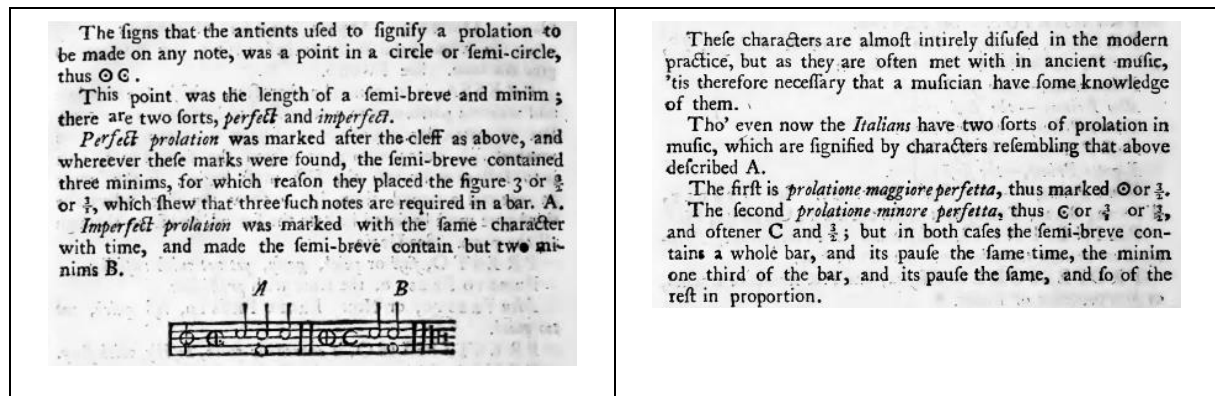 The ſigns that the antients uſed to ſignify a prolation to
be made on any note, was a point in a circle or ſemi-circle,
thus ʘ C.
This point was the length of a ſemi-breve and minim;
there are two ſorts, perfect and imperfect.
Perfect prolation was marked after the cleff as above, and
whereever theſe marks were found, the ſemi-breve contained
three minims, for which reaſon they placed the figure 3 or 3/2
or 3/1, which ſhew that three ſuch notes are required in a bar. A.
Imperfect prolation was marked with the ſame character
with time, and made the ſemi-breve contain but two mi-
nims B.
A B
Theſe characters are almoſt intirely diſuſed in the modern
practice, but as they are often met with in ancient muſic,
'tis therefore neceſſary that a muſician have ſome knowledge
of them.
Tho' even now the Italians have two ſorts of prolation in
muſic, which are ſignified by characters reſembling that above
deſcribed A.
The firſt is prolatione maggiore perfetta, thus marked ʘ or 3/1.
The ſecond prolatione minore perfetta, thus C or 3/4 or 3/2,
and oftener C and 3/2; but in both caſes the ſemi-breve con-
tains a whole bar, and its pauſe the ſame time, the minim
one third of the bar, and its pauſe the ſame, and ſo of the
reſt in proportion.